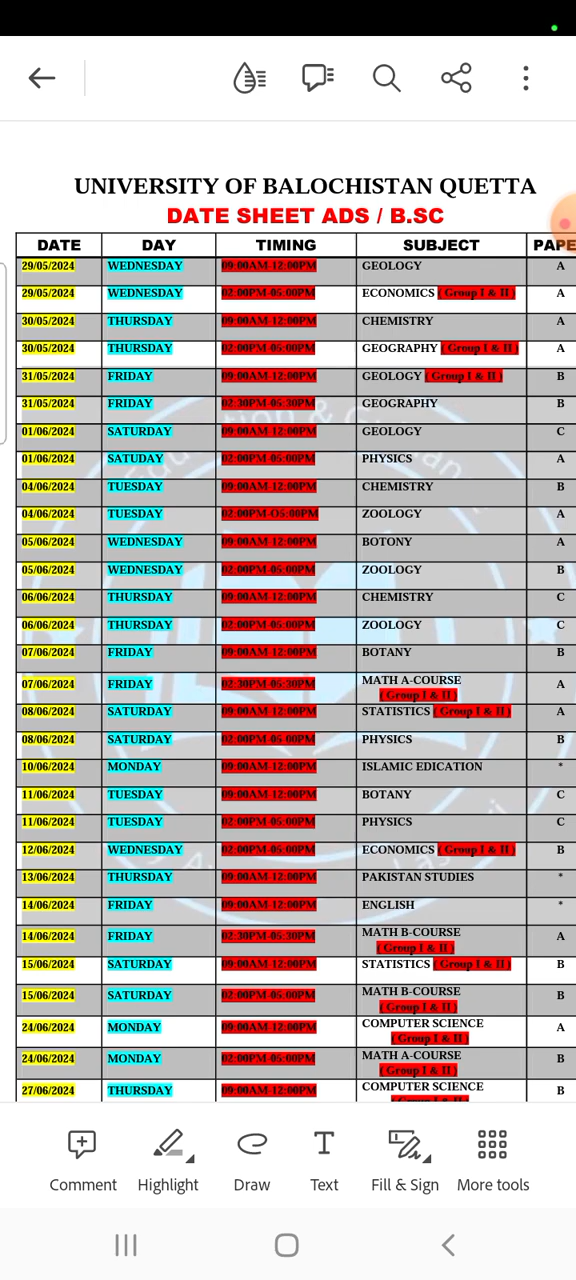 UNIVERSITY OF BALOCHISTAN QUETTA
DATE SHEET ADS / B.SC
DATE DAY TIMING SUBJECT PAPE
29/05/2024 WEDNESDAY 09:00AM-12:00PM GEOLOGY A
29/05/2024 WEDNESDAY 02:00PM-05:00PM ECONOMICS ( Group I & II ) A
30/05/2024 THURSDAY 09:00AM-12:00PM CHEMISTRY A
30/05/2024 THURSDAY 02:00PM-05:00PM GEOGRAPHY ( Group I & II ) A
31/05/2024 FRIDAY 09:00AM-12:00PM GEOLOGY ( Group I & II ) B
31/05/2024 FRIDAY 02:30PM-05:30PM GEOGRAPHY B
01/06/2024 SATURDAY 09:00AM-12:00PM GEOLOGY C
01/06/2024 SATUDAY 02:00PM-05:00PM PHYSICS A
04/06/2024 TUESDAY 09:00AM-12:00PM CHEMISTRY B
04/06/2024 TUESDAY 02:00PM-O5:00PM ZOOLOGY A
05/06/2024 WEDNESDAY 09:00AM-12:00PM BOTONY A
05/06/2024 WEDNESDAY 02:00PM-05:00PM ZOOLOGY B
06/06/2024 THURSDAY 09:00AM-12:00PM CHEMISTRY C
06/06/2024 THURSDAY 02:00PM-05:00PM ZOOLOGY C
07/06/2024 FRIDAY 09:00AM-12:00PM BOTANY B
07/06/2024 FRIDAY 02:30PM-05:30PM MATH A-COURSE A
( Group I & II )
08/06/2024 SATURDAY 09:00AM-12:00PM STATISTICS ( Group I & II ) A
08/06/2024 SATURDAY 02:00PM-05:00PM PHYSICS B
10/06/2024 MONDAY 09:00AM-12:00PM ISLAMIC EDICATION *
11/06/2024 TUESDAY 09:00AM-12:00PM BOTANY C
11/06/2024 TUESDAY 02:00PM-05:00PM PHYSICS C
12/06/2024 WEDNESDAY 02:00PM-05:00PM ECONOMICS ( Group I & II ) B
13/06/2024 THURSDAY 09:00AM-12:00PM PAKISTAN STUDIES *
14/06/2024 FRIDAY 09:00AM-12:00PM ENGLISH *
14/06/2024 FRIDAY 02:30PM-05:30PM MATH B-COURSE A
( Group I & II )
15/06/2024 SATURDAY 09:00AM-12:00PM STATISTICS ( Group I & II ) B
15/06/2024 SATURDAY 02:00PM-05:00PM MATH B-COURSE B
( Group I & II )
24/06/2024 MONDAY 09:00AM-12:00PM COMPUTER SCIENCE A
( Group I & II )
24/06/2024 MONDAY 02:00PM-05:00PM MATH A-COURSE B
( Group I & II )
27/06/2024 THURSDAY 09:00AM-12:00PM COMPUTER SCIENCE B
( Group I & II )
Comment Highlight Draw Text Fill & Sign More tools